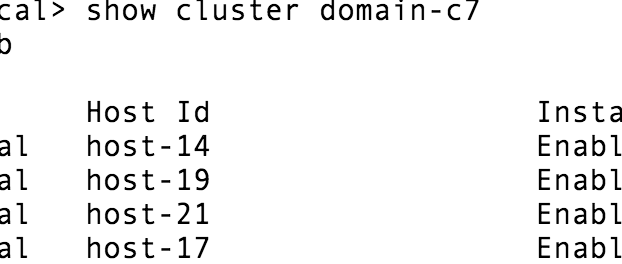 cal> show cluster domain-c7
b
Host Id Insta
al host-14 Enabl
al host-19 Enabl
al host-21 Enabl
al host-17 Enabl